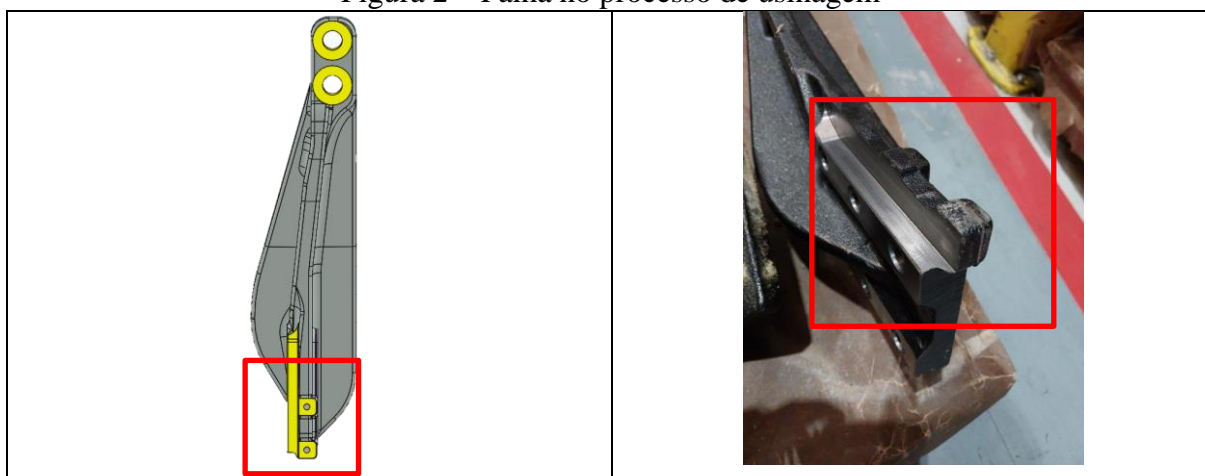 Figura 2 – Falha no processo de usinagem